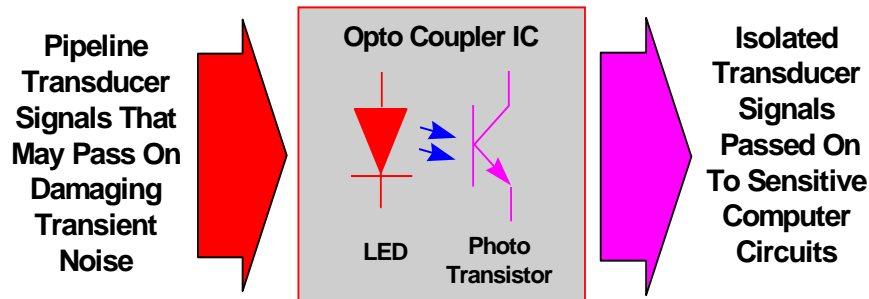 Pipeline
Transducer
Signals That
May Pass On
Damaging
Transient
Noise
Opto Coupler IC
LED
Photo
Transistor
Isolated
Transducer
Signals
Passed On
To Sensitive
Computer
Circuits